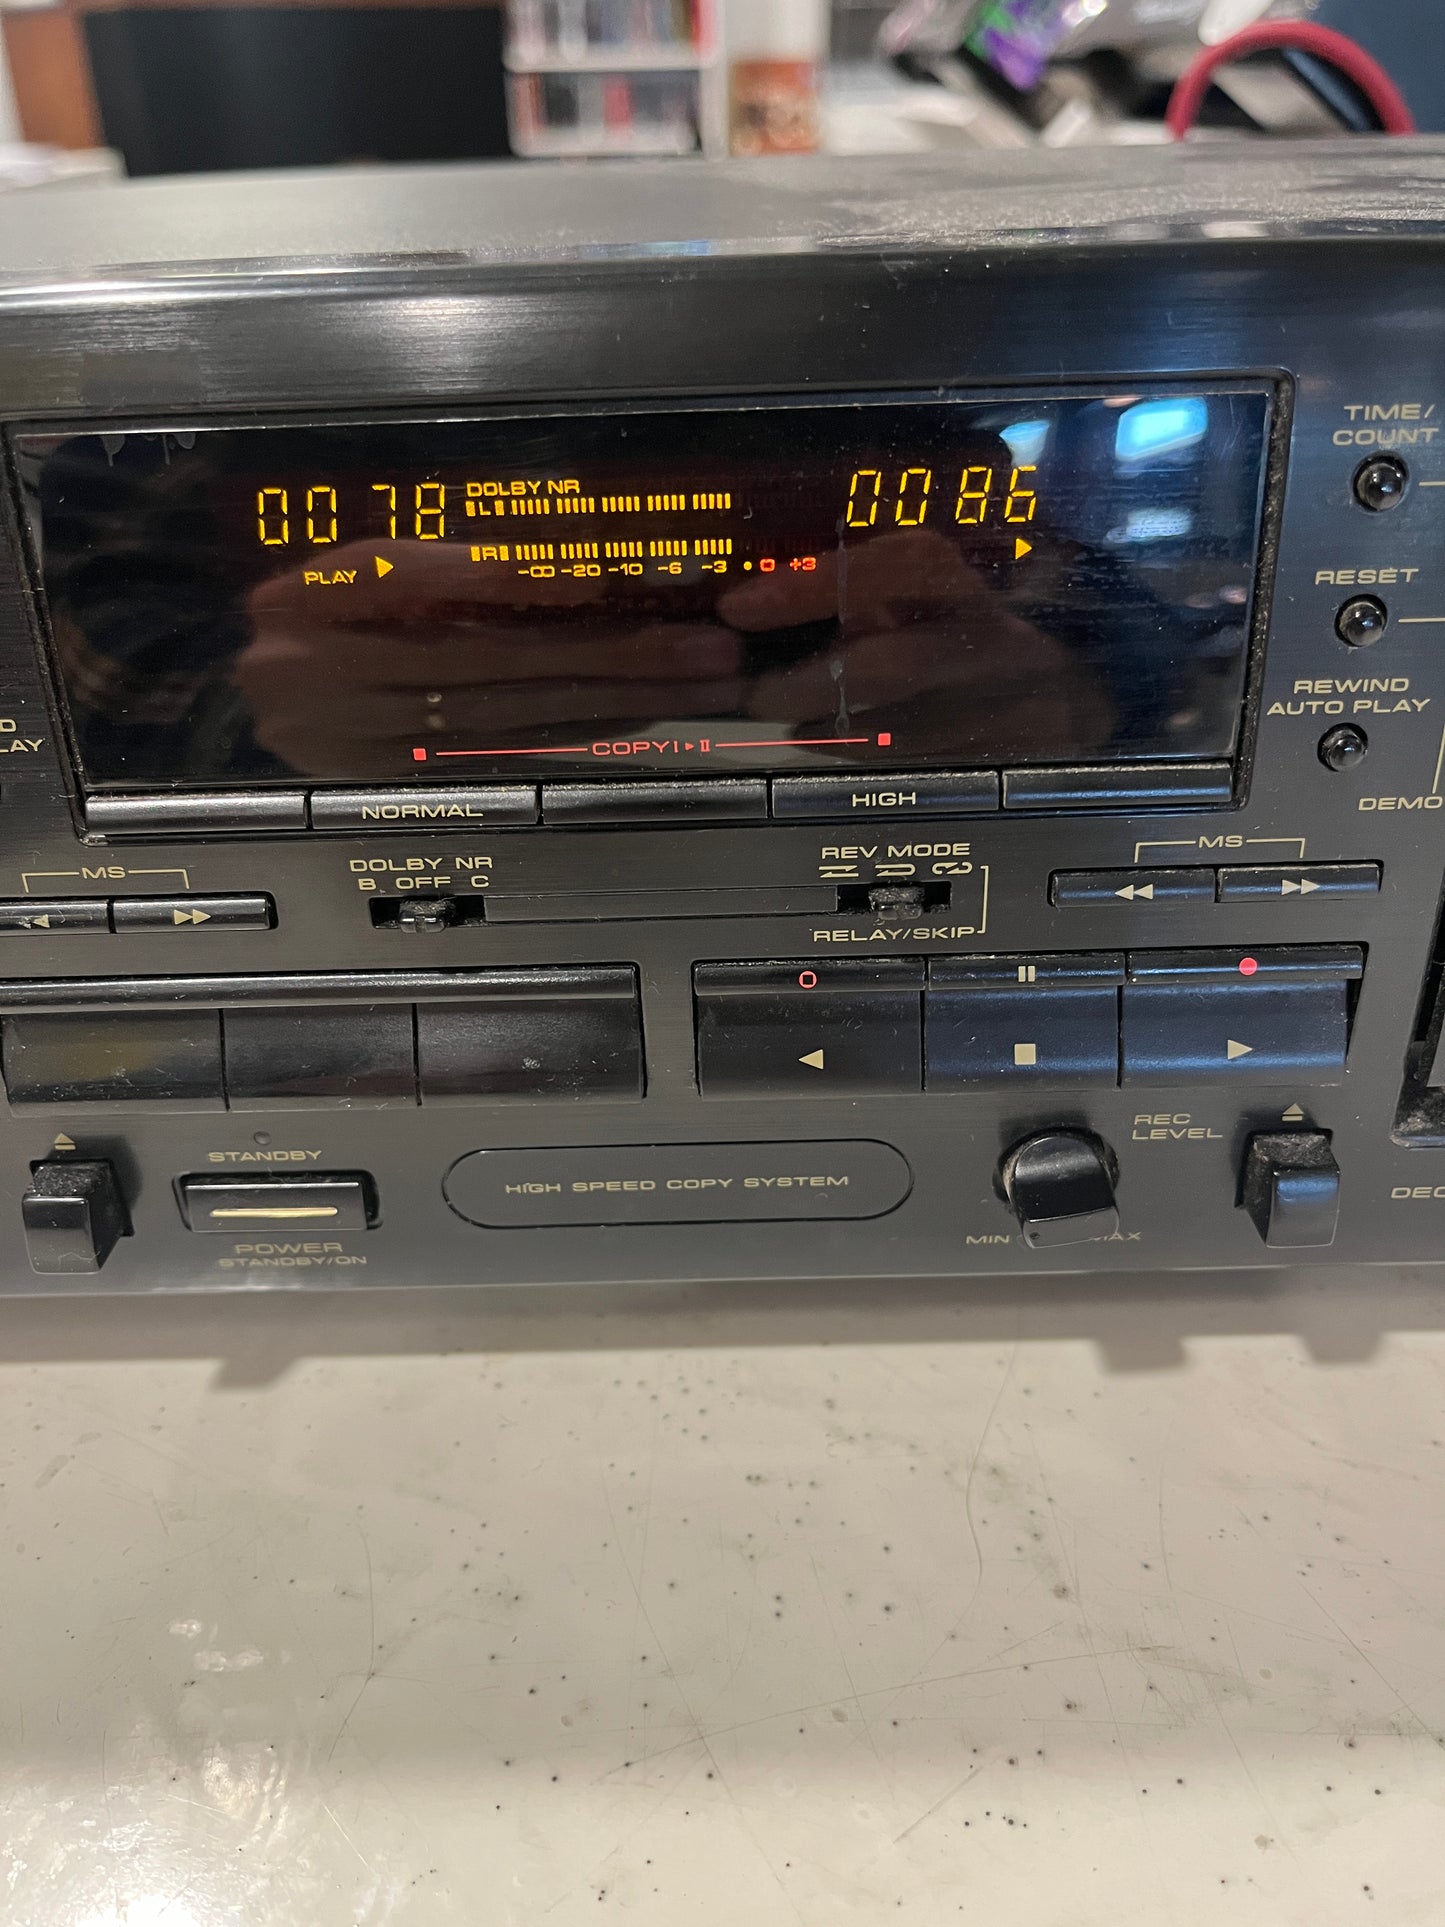 0078
DOLBY NR
L
R
-∞ -20 -10 -6 -3 • 0 +3
PLAY
0086
TIME/
COUNT
RESET
REWIND
AUTO PLAY
DEMO
COPY I ▸ II
NORMAL
HIGH
MS
DOLBY NR
B OFF C
REV MODE
RELAY/SKIP
MS
STANDBY
POWER
STANDBY/ON
HIGH SPEED COPY SYSTEM
REC
LEVEL
MIN
MAX